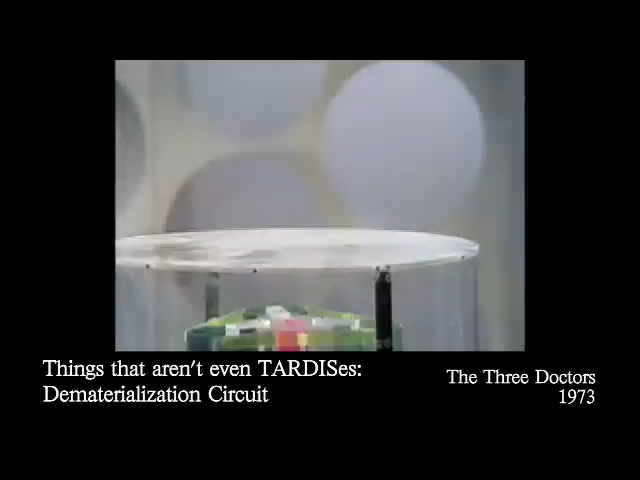 Things that aren't even TARDISes:
Dematerialization Circuit
The Three Doctors
1973